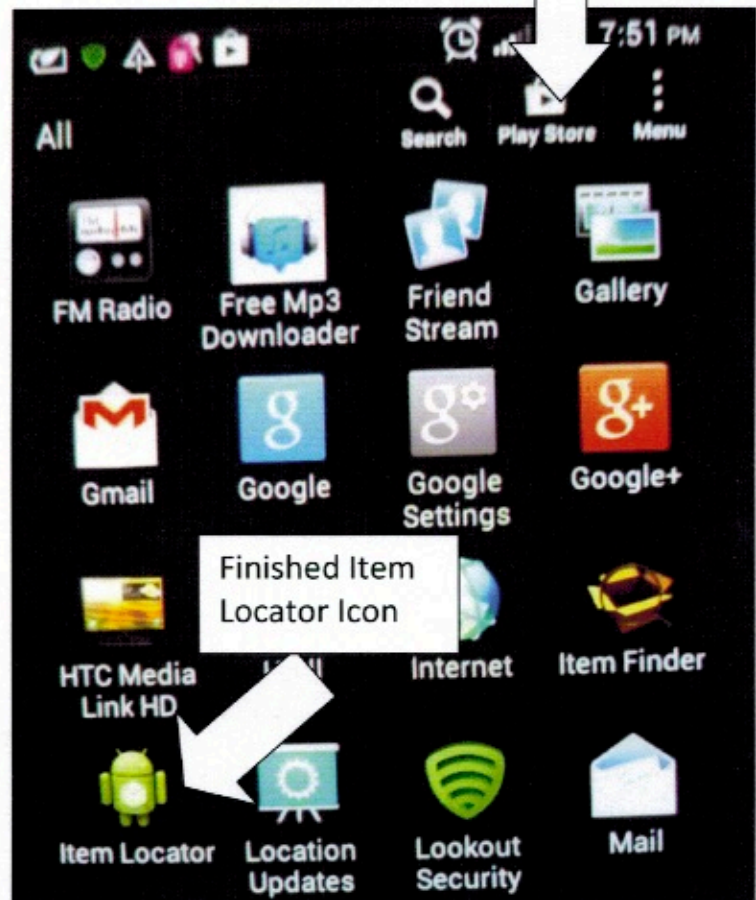 7:51 PM
All
Search Play Store Menu
FM Radio
Free Mp3
Downloader
Friend
Stream
Gallery
Gmail
Google
Google
Settings
Google+
Finished Item
Locator Icon
HTC Media
Link HD
Internet
Item Finder
Item Locator
Location
Updates
Lookout
Security
Mail